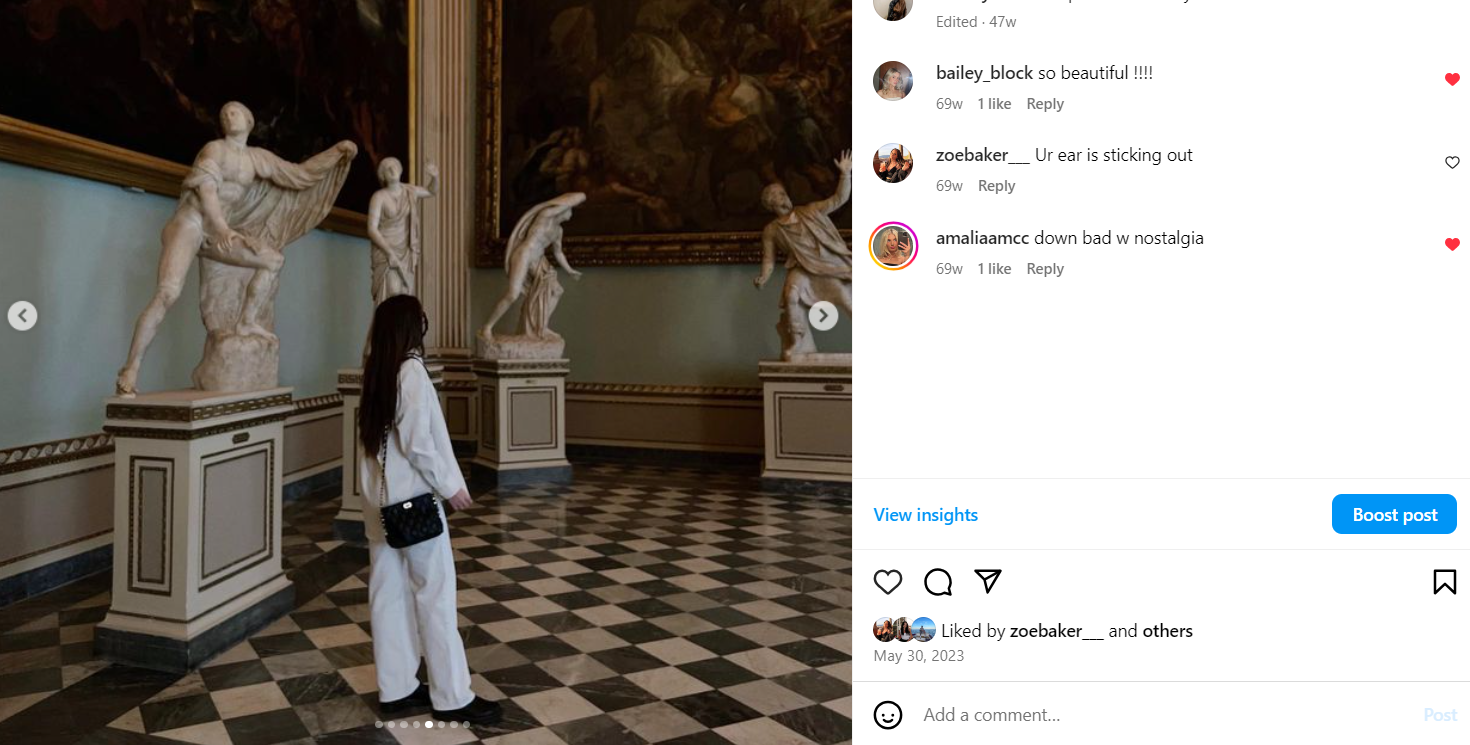 Edited · 47w
bailey_block so beautiful !!!!
69w 1 like Reply
zoebaker___ Ur ear is sticking out
69w Reply
amaliaamcc down bad w nostalgia
69w 1 like Reply
View insights
Boost post
Liked by zoebaker___ and others
May 30, 2023
Add a comment...
Post